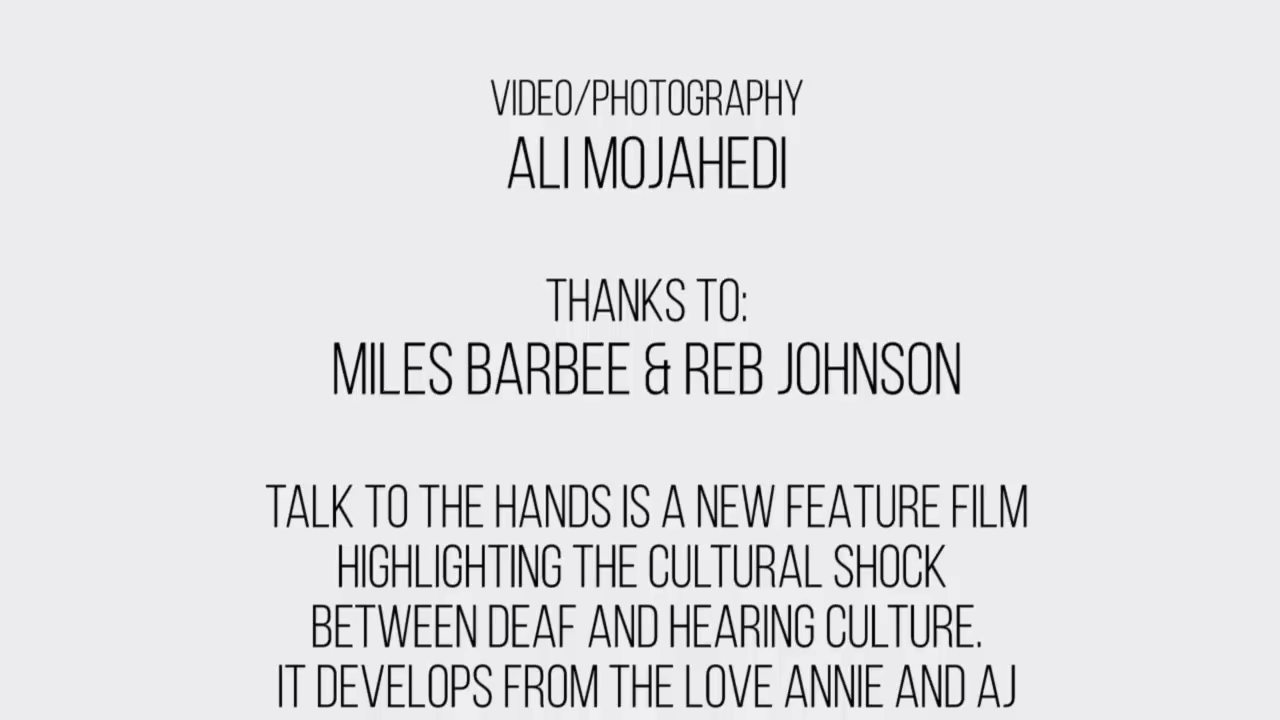 VIDEO/PHOTOGRAPHY
ALI MOJAHEDI
THANKS TO:
MILES BARBEE & REB JOHNSON
TALK TO THE HANDS IS A NEW FEATURE FILM
HIGHLIGHTING THE CULTURAL SHOCK
BETWEEN DEAF AND HEARING CULTURE.
IT DEVELOPS FROM THE LOVE ANNIE AND AJ